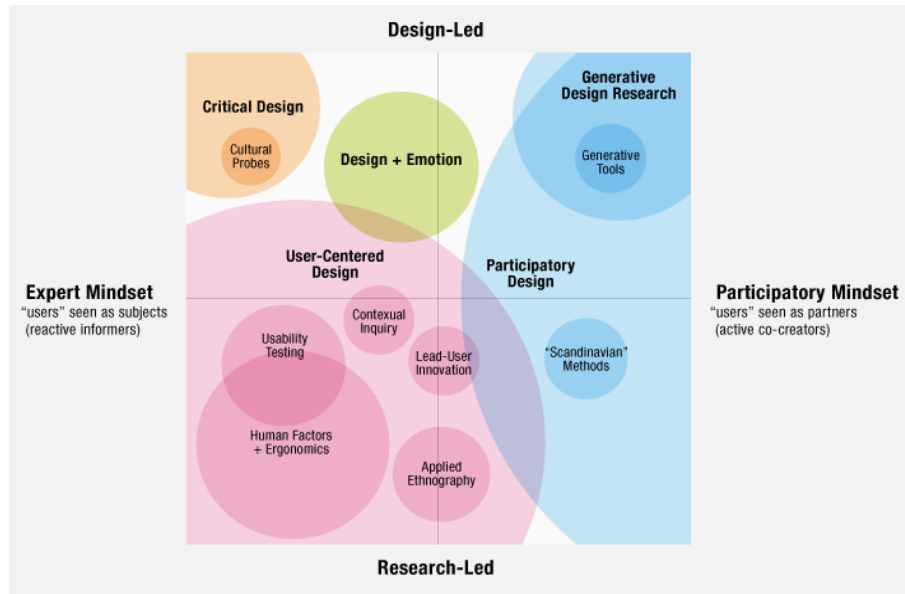 Design-Led
Generative
Design Research
Critical Design
Cultural
Probes
Design + Emotion
Generative
Tools
User-Centered
Design
Participatory
Design
Expert Mindset
“users” seen as subjects
(reactive informers)
Participatory Mindset
“users” seen as partners
(active co-creators)
Contexual
Inquiry
Usability
Testing
Lead-User
Innovation
“Scandinavian”
Methods
Human Factors
+ Ergonomics
Applied
Ethnography
Research-Led